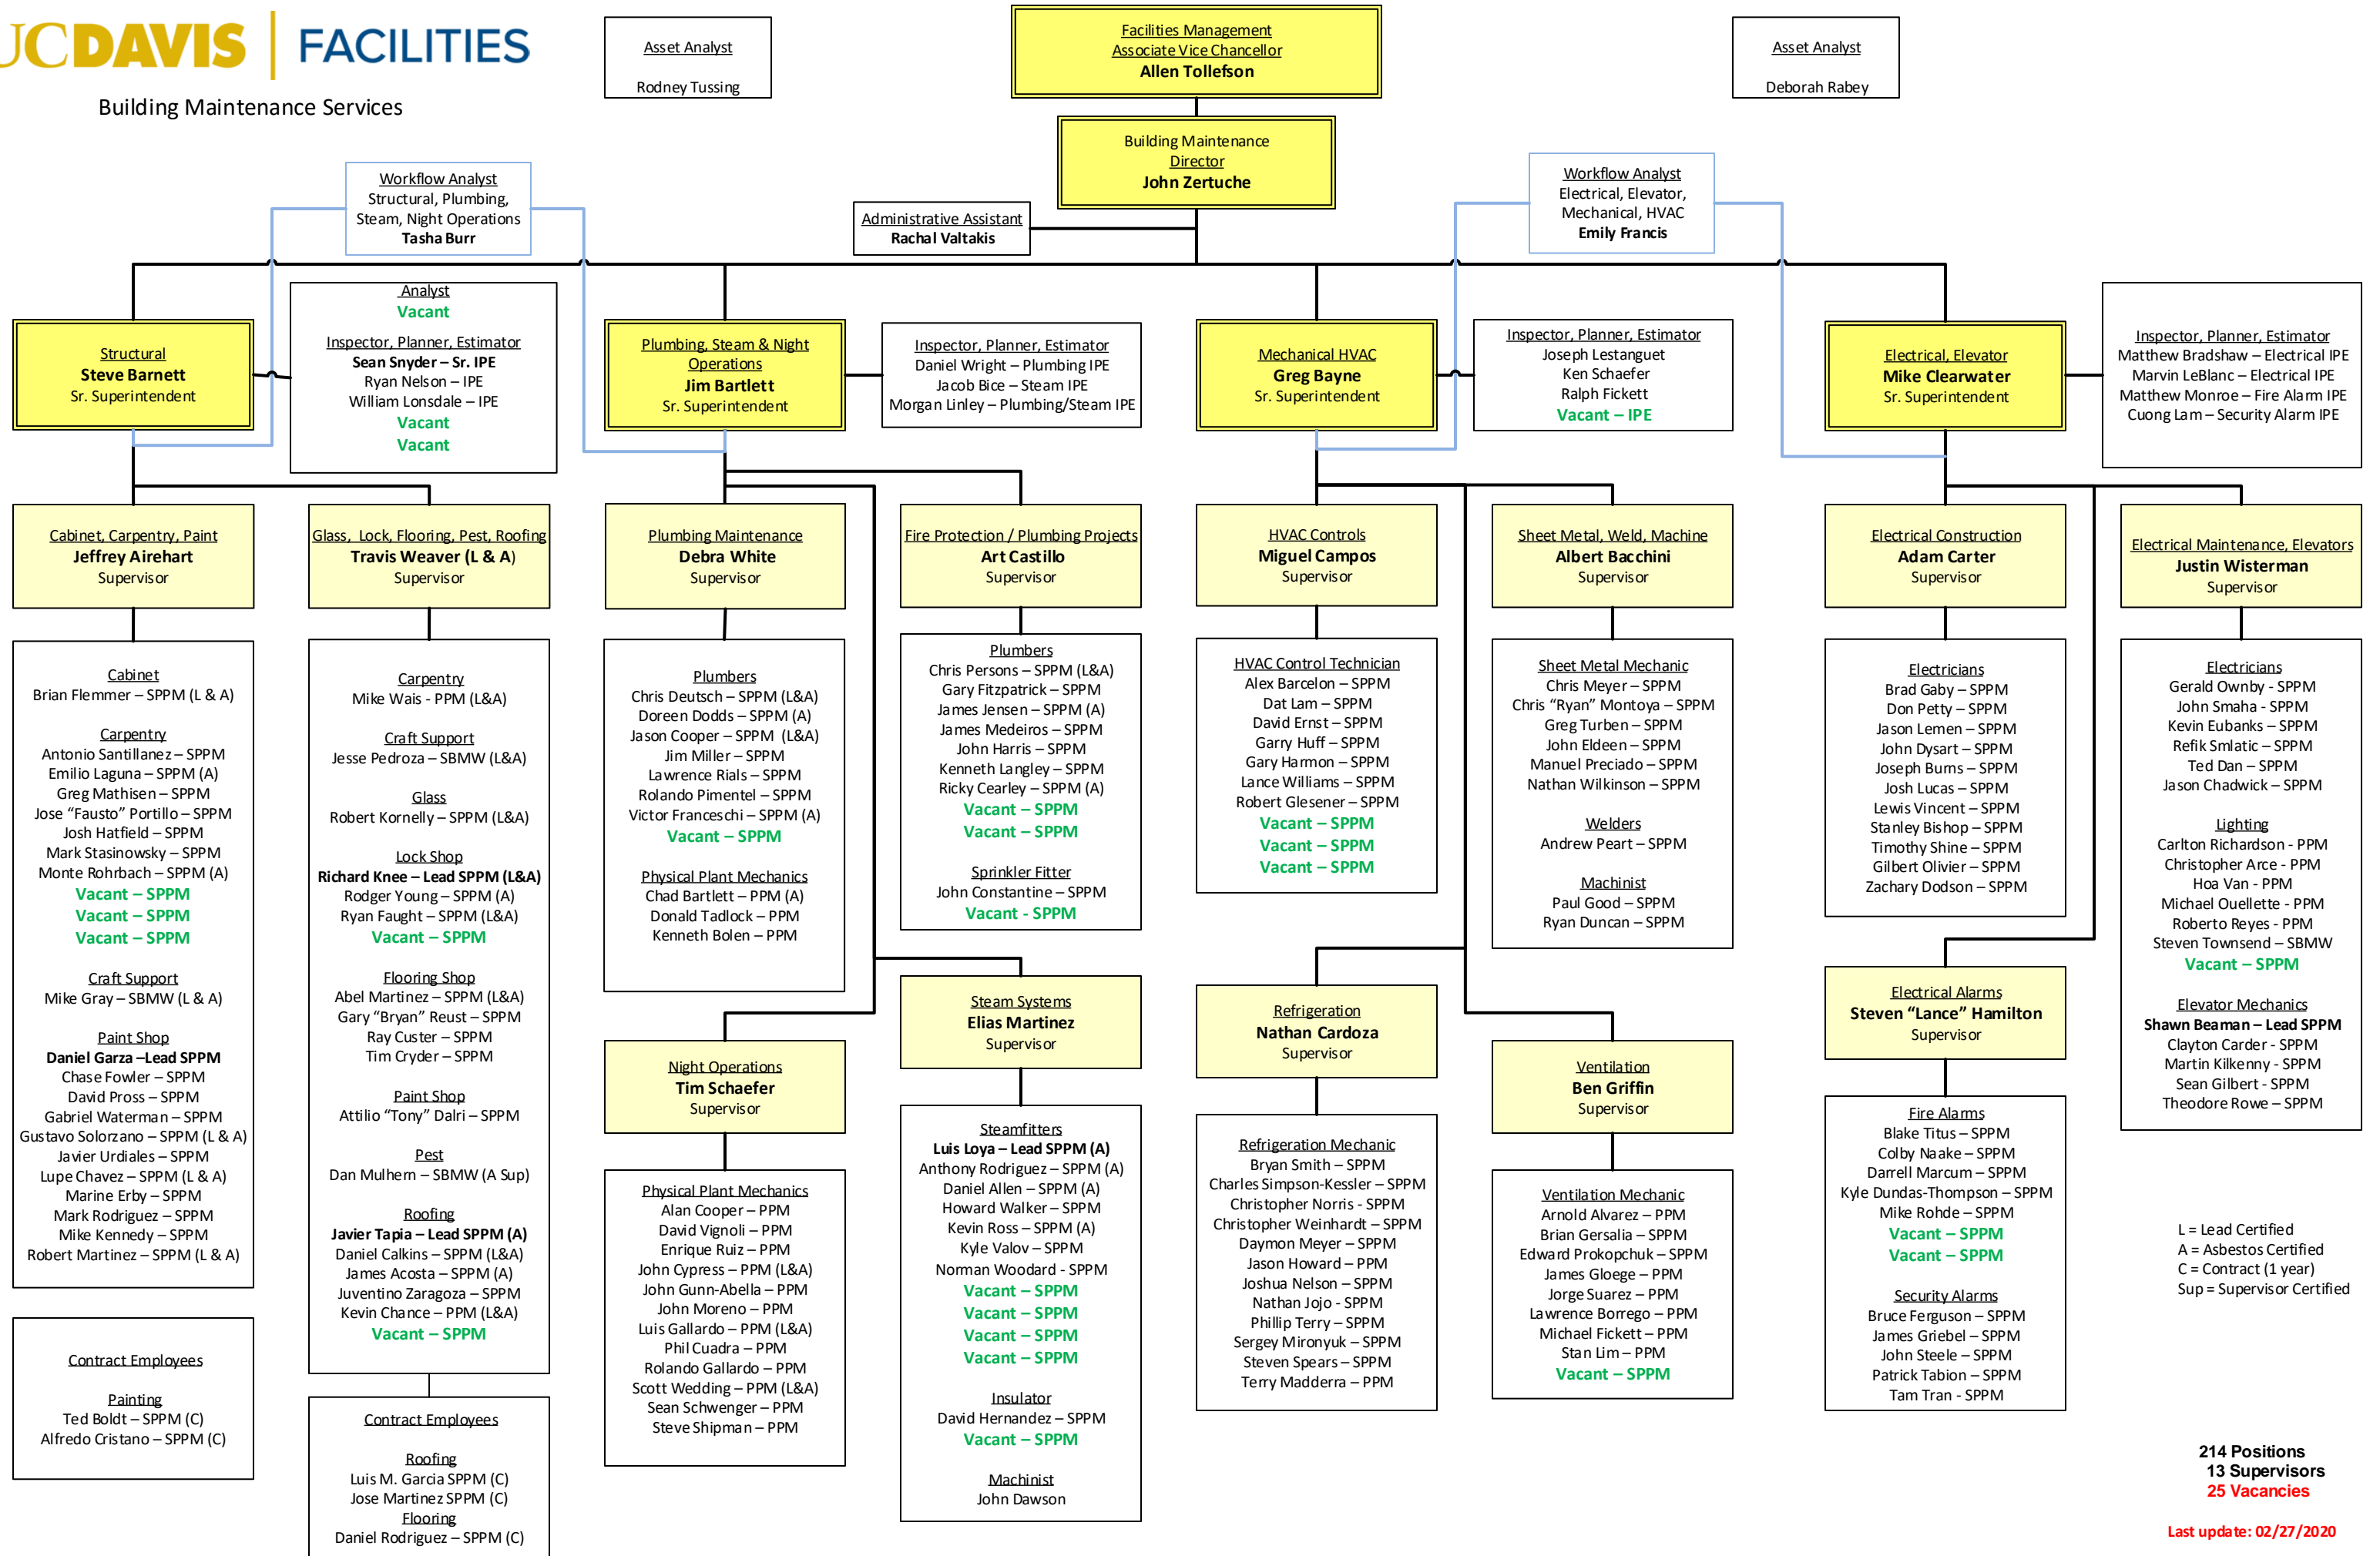 UCDAVIS | FACILITIES
Building Maintenance Services
Asset Analyst
Rodney Tussing
Facilities Management
Associate Vice Chancellor
Allen Tollefson
Asset Analyst
Deborah Rabey
Building Maintenance
Director
John Zertuche
Workflow Analyst
Structural, Plumbing,
Steam, Night Operations
Tasha Burr
Administrative Assistant
Rachal Valtakis
Workflow Analyst
Electrical, Elevator,
Mechanical, HVAC
Emily Francis
Structural
Steve Barnett
Sr. Superintendent
Analyst
Vacant
Inspector, Planner, Estimator
Sean Snyder – Sr. IPE
Ryan Nelson – IPE
William Lonsdale – IPE
Vacant
Vacant
Plumbing, Steam & Night
Operations
Jim Bartlett
Sr. Superintendent
Inspector, Planner, Estimator
Daniel Wright – Plumbing IPE
Jacob Bice – Steam IPE
Morgan Linley – Plumbing/Steam IPE
Mechanical HVAC
Greg Bayne
Sr. Superintendent
Inspector, Planner, Estimator
Joseph Lestanguet
Ken Schaefer
Ralph Fickett
Vacant – IPE
Electrical, Elevator
Mike Clearwater
Sr. Superintendent
Inspector, Planner, Estimator
Matthew Bradshaw – Electrical IPE
Marvin LeBlanc – Electrical IPE
Matthew Monroe – Fire Alarm IPE
Cuong Lam – Security Alarm IPE
Cabinet, Carpentry, Paint
Jeffrey Airehart
Supervisor
Glass, Lock, Flooring, Pest, Roofing
Travis Weaver (L & A)
Supervisor
Plumbing Maintenance
Debra White
Supervisor
Fire Protection / Plumbing Projects
Art Castillo
Supervisor
HVAC Controls
Miguel Campos
Supervisor
Sheet Metal, Weld, Machine
Albert Bacchini
Supervisor
Electrical Construction
Adam Carter
Supervisor
Electrical Maintenance, Elevators
Justin Wisterman
Supervisor
Cabinet
Brian Flemmer – SPPM (L & A)
Carpentry
Antonio Santillanez – SPPM
Emilio Laguna – SPPM (A)
Greg Mathisen – SPPM
Jose “Fausto” Portillo – SPPM
Josh Hatfield – SPPM
Mark Stasinowsky – SPPM
Monte Rohrbach – SPPM (A)
Vacant – SPPM
Vacant – SPPM
Vacant – SPPM
Craft Support
Mike Gray – SBMW (L & A)
Paint Shop
Daniel Garza –Lead SPPM
Chase Fowler – SPPM
David Pross – SPPM
Gabriel Waterman – SPPM
Gustavo Solorzano – SPPM (L & A)
Javier Urdiales – SPPM
Lupe Chavez – SPPM (L & A)
Marine Erby – SPPM
Mark Rodriguez – SPPM
Mike Kennedy – SPPM
Robert Martinez – SPPM (L & A)
Contract Employees
Painting
Ted Boldt – SPPM (C)
Alfredo Cristano – SPPM (C)
Carpentry
Mike Wais - PPM (L&A)
Craft Support
Jesse Pedroza – SBMW (L&A)
Glass
Robert Kornelly – SPPM (L&A)
Lock Shop
Richard Knee – Lead SPPM (L&A)
Rodger Young – SPPM (A)
Ryan Faught – SPPM (L&A)
Vacant – SPPM
Flooring Shop
Abel Martinez – SPPM (L&A)
Gary “Bryan” Reust – SPPM
Ray Custer – SPPM
Tim Cryder – SPPM
Paint Shop
Attilio “Tony” Dalri – SPPM
Pest
Dan Mulhern – SBMW (A Sup)
Roofing
Javier Tapia – Lead SPPM (A)
Daniel Calkins – SPPM (L&A)
James Acosta – SPPM (A)
Juventino Zaragoza – SPPM
Kevin Chance – PPM (L&A)
Vacant – SPPM
Contract Employees
Roofing
Luis M. Garcia SPPM (C)
Jose Martinez SPPM (C)
Flooring
Daniel Rodriguez – SPPM (C)
Plumbers
Chris Deutsch – SPPM (L&A)
Doreen Dodds – SPPM (A)
Jason Cooper – SPPM (L&A)
Jim Miller – SPPM
Lawrence Rials – SPPM
Rolando Pimentel – SPPM
Victor Franceschi – SPPM (A)
Vacant – SPPM
Physical Plant Mechanics
Chad Bartlett – PPM (A)
Donald Tadlock – PPM
Kenneth Bolen – PPM
Night Operations
Tim Schaefer
Supervisor
Physical Plant Mechanics
Alan Cooper – PPM
David Vignoli – PPM
Enrique Ruiz – PPM
John Cypress – PPM (L&A)
John Gunn-Abella – PPM
John Moreno – PPM
Luis Gallardo – PPM (L&A)
Phil Cuadra – PPM
Rolando Gallardo – PPM
Scott Wedding – PPM (L&A)
Sean Schwenger – PPM
Steve Shipman – PPM
Plumbers
Chris Persons – SPPM (L&A)
Gary Fitzpatrick – SPPM
James Jensen – SPPM (A)
James Medeiros – SPPM
John Harris – SPPM
Kenneth Langley – SPPM
Ricky Cearley – SPPM (A)
Vacant – SPPM
Vacant – SPPM
Sprinkler Fitter
John Constantine – SPPM
Vacant - SPPM
Steam Systems
Elias Martinez
Supervisor
Steamfitters
Luis Loya – Lead SPPM (A)
Anthony Rodriguez – SPPM (A)
Daniel Allen – SPPM (A)
Howard Walker – SPPM
Kevin Ross – SPPM (A)
Kyle Valov – SPPM
Norman Woodard - SPPM
Vacant – SPPM
Vacant – SPPM
Vacant – SPPM
Vacant – SPPM
Insulator
David Hernandez – SPPM
Vacant – SPPM
Machinist
John Dawson
HVAC Control Technician
Alex Barcelon – SPPM
Dat Lam – SPPM
David Ernst – SPPM
Garry Huff – SPPM
Gary Harmon – SPPM
Lance Williams – SPPM
Robert Glesener – SPPM
Vacant – SPPM
Vacant – SPPM
Vacant – SPPM
Refrigeration
Nathan Cardoza
Supervisor
Refrigeration Mechanic
Bryan Smith – SPPM
Charles Simpson-Kessler – SPPM
Christopher Norris - SPPM
Christopher Weinhardt – SPPM
Daymon Meyer – SPPM
Jason Howard – PPM
Joshua Nelson – SPPM
Nathan Jojo - SPPM
Phillip Terry – SPPM
Sergey Mironyuk – SPPM
Steven Spears – SPPM
Terry Madderra – PPM
Sheet Metal Mechanic
Chris Meyer – SPPM
Chris “Ryan” Montoya – SPPM
Greg Turben – SPPM
John Eldeen – SPPM
Manuel Preciado – SPPM
Nathan Wilkinson – SPPM
Welders
Andrew Peart – SPPM
Machinist
Paul Good – SPPM
Ryan Duncan – SPPM
Ventilation
Ben Griffin
Supervisor
Ventilation Mechanic
Arnold Alvarez – PPM
Brian Gersalia – SPPM
Edward Prokopchuk – SPPM
James Gloege – PPM
Jorge Suarez – PPM
Lawrence Borrego – PPM
Michael Fickett – PPM
Stan Lim – PPM
Vacant – SPPM
Electricians
Brad Gaby – SPPM
Don Petty – SPPM
Jason Lemen – SPPM
John Dysart – SPPM
Joseph Burns – SPPM
Josh Lucas – SPPM
Lewis Vincent – SPPM
Stanley Bishop – SPPM
Timothy Shine – SPPM
Gilbert Olivier – SPPM
Zachary Dodson – SPPM
Electrical Alarms
Steven “Lance” Hamilton
Supervisor
Fire Alarms
Blake Titus – SPPM
Colby Naake – SPPM
Darrell Marcum – SPPM
Kyle Dundas-Thompson – SPPM
Mike Rohde – SPPM
Vacant – SPPM
Vacant – SPPM
Security Alarms
Bruce Ferguson – SPPM
James Griebel – SPPM
John Steele – SPPM
Patrick Tabion – SPPM
Tam Tran - SPPM
Electricians
Gerald Ownby - SPPM
John Smaha - SPPM
Kevin Eubanks – SPPM
Refik Smlatic – SPPM
Ted Dan – SPPM
Jason Chadwick – SPPM
Lighting
Carlton Richardson - PPM
Christopher Arce – PPM
Hoa Van - PPM
Michael Ouellette - PPM
Roberto Reyes - PPM
Steven Townsend – SBMW
Vacant – SPPM
Elevator Mechanics
Shawn Beaman – Lead SPPM
Clayton Carder - SPPM
Martin Kilkenny - SPPM
Sean Gilbert - SPPM
Theodore Rowe – SPPM
L = Lead Certified
A = Asbestos Certified
C = Contract (1 year)
Sup = Supervisor Certified
214 Positions
13 Supervisors
25 Vacancies
Last update: 02/27/2020